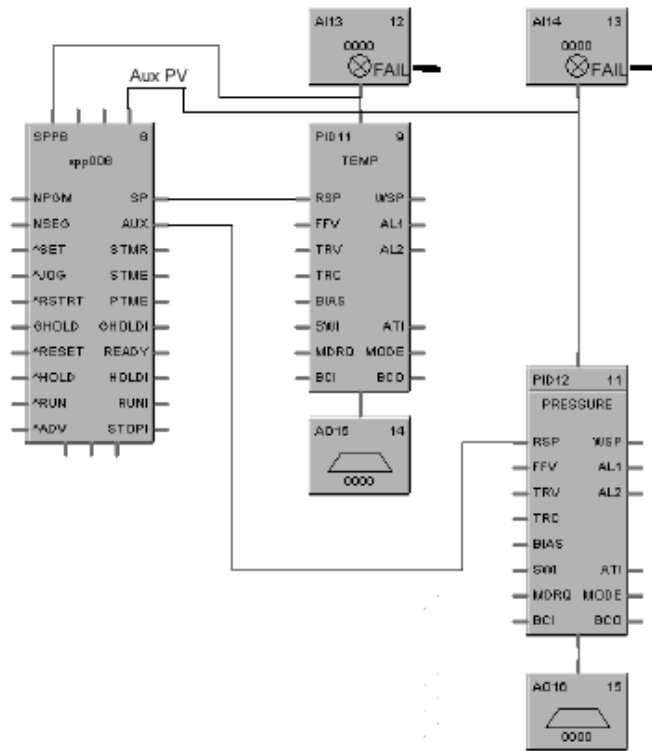 AI13 12
0000
FAIL
AI14 13
0000
FAIL
Aux PV
SPP8 8
spp008
NPGM SP
NSEG AUX
^SET STMR
^JOG STME
^RSTRT PTME
GHOLD GHOLDI
^RESET READY
^HOLD HOLDI
^RUN RUNI
^ADV STOPI
PID11 9
TEMP
RSP WSP
FFV AL1
TRV AL2
TRC
BIAS
SWI ATI
MDRQ MODE
BCI BCO
AO15 14
0000
PID12 11
PRESSURE
RSP WSP
FFV AL1
TRV AL2
TRC
BIAS
SWI ATI
MDRQ MODE
BCI BCO
AO16 15
0000